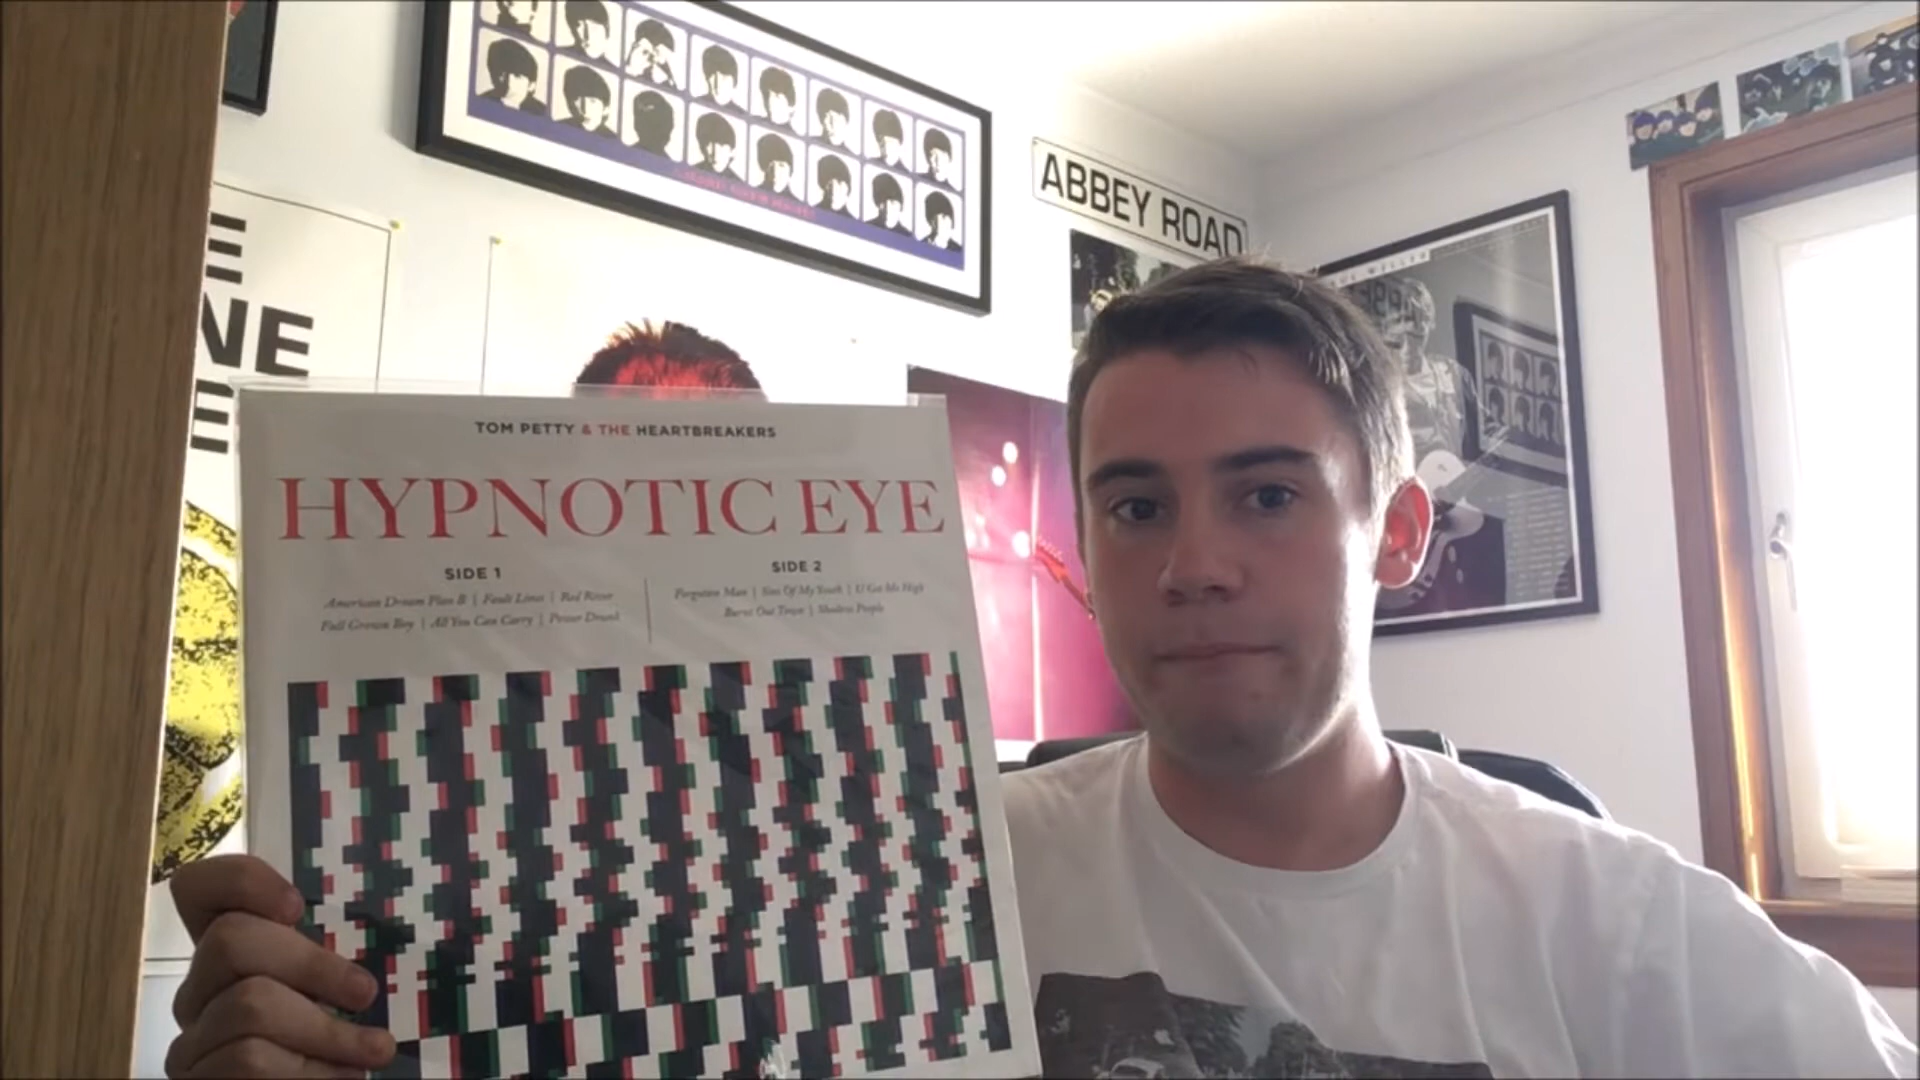 ABBEY ROAD
E
NE
E
TOM PETTY & THE HEARTBREAKERS
HYPNOTIC EYE
SIDE 1
American Dream Plan B | Fault Lines | Red River
Full Grown Boy | All You Can Carry | Power Drunk
SIDE 2
Forgotten Man | Sins Of My Youth | U Get Me High
Burnt Out Town | Shadow People